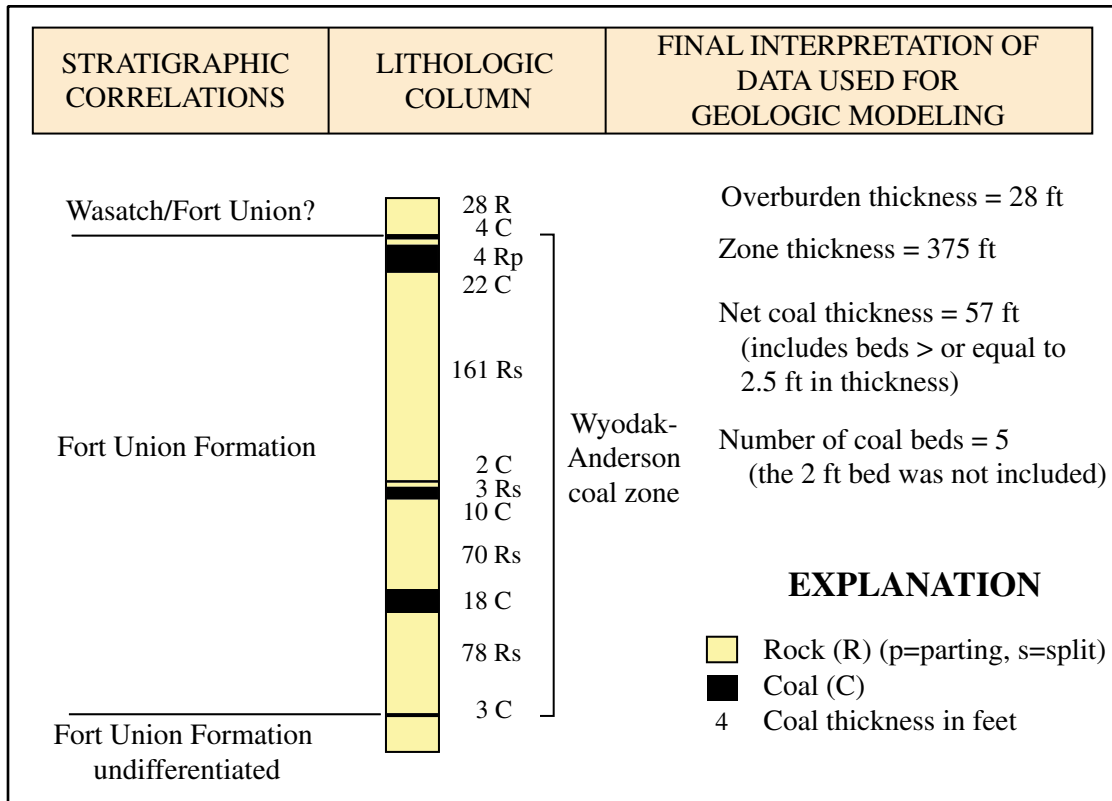 STRATIGRAPHIC
CORRELATIONS
LITHOLOGIC
COLUMN
FINAL INTERPRETATION OF
DATA USED FOR
GEOLOGIC MODELING
Wasatch/Fort Union?
Fort Union Formation
Fort Union Formation
undifferentiated
28 R
4 C
4 Rp
22 C
161 Rs
2 C
3 Rs
10 C
70 Rs
18 C
78 Rs
3 C
Wyodak-
Anderson
coal zone
Overburden thickness = 28 ft
Zone thickness = 375 ft
Net coal thickness = 57 ft
(includes beds > or equal to
2.5 ft in thickness)
Number of coal beds = 5
(the 2 ft bed was not included)
EXPLANATION
Rock (R) (p=parting, s=split)
Coal (C)
4 Coal thickness in feet